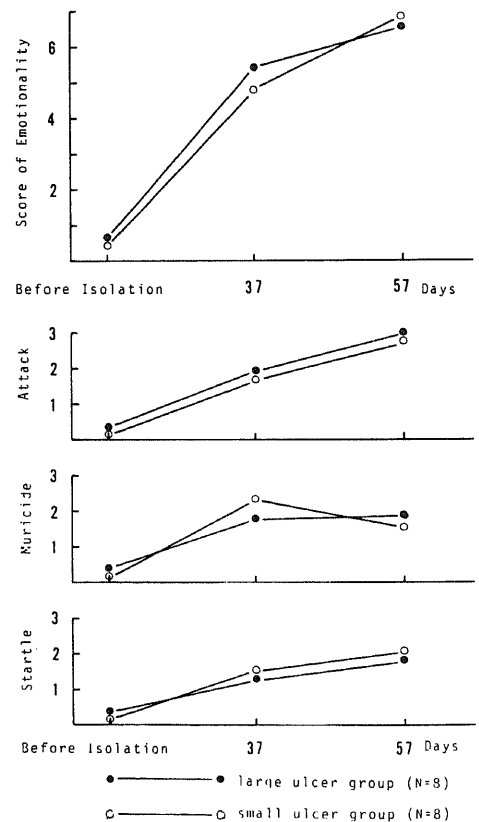 Score of Emotionality
6
4
2
Before Isolation 37 57 Days
Attack
3
2
1
Muricide
3
2
1
Startle
3
2
1
Before Isolation 37 57 Days
large ulcer group (N=8)
small ulcer group (N=8)